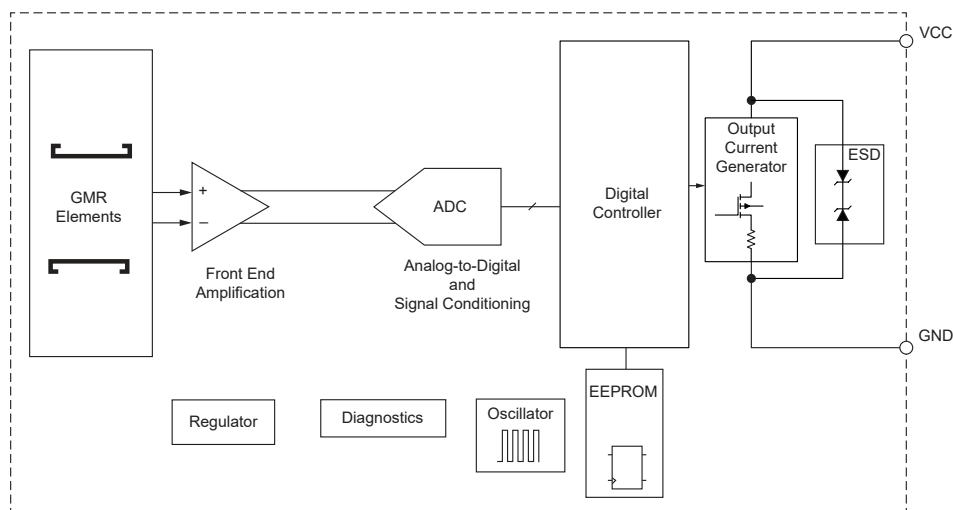 VCC
Output
Current
Generator
ESD
GMR
Elements
+
−
ADC
Digital
Controller
Front End
Amplification
Analog-to-Digital
and
Signal Conditioning
GND
EEPROM
Regulator
Diagnostics
Oscillator